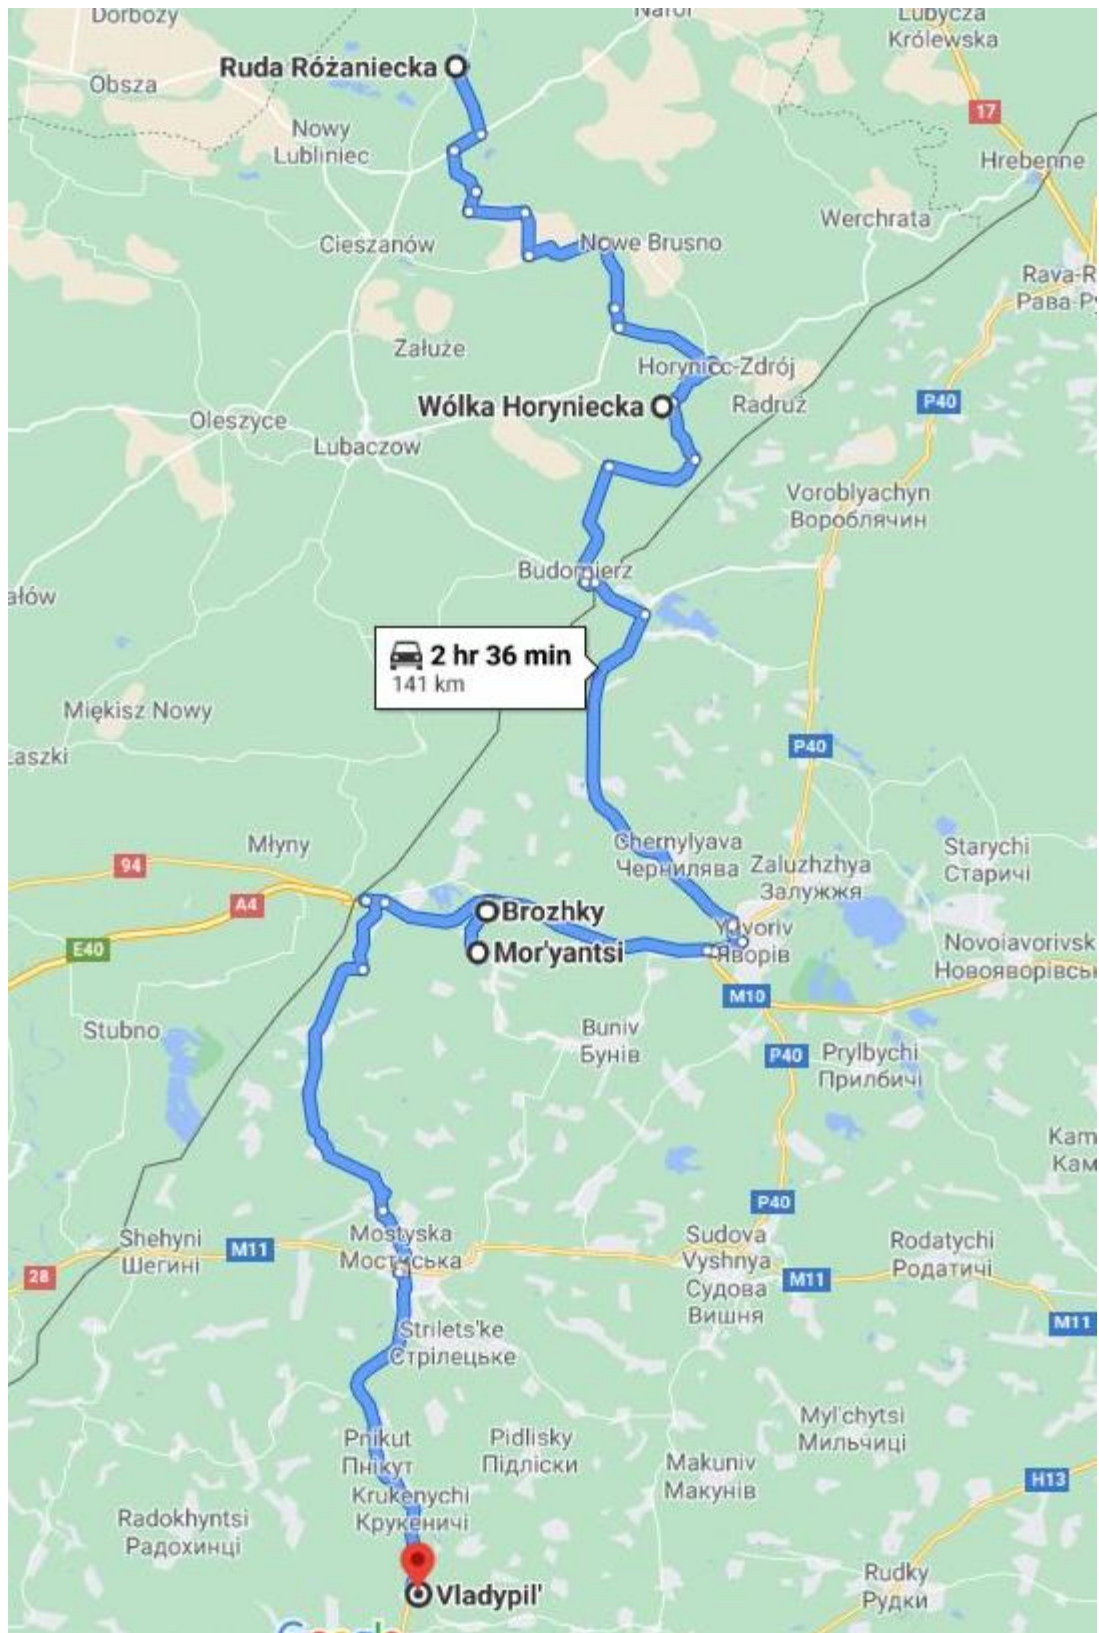 Dorbozy
Narol
Lubycza
Królewska
Ruda Różaniecka
Obsza
17
Nowy
Lubliniec
Hrebenne
Werchrata
Cieszanów
Nowe Brusno
Rava-R
Рава-Ру
Załuże
Horyniec-Zdrój
Wólka Horyniecka
Radruż
P40
Oleszyce
Lubaczow
Voroblyachyn
Вороблячин
Budomierz
ałów
2 hr 36 min
141 km
Miękisz Nowy
Łaszki
P40
Młyny
Chernylyava
Чернилява
Starychi
Старичі
94
Zaluzhzhya
Залужжя
A4
Brozhky
E40
Yavoriv
Яворів
Mor'yantsi
Novoiavorivsk
Новояворівськ
M10
Stubno
Buniv
Бунів
P40
Prylbychi
Прилбичі
Kam
Кам
P40
Shehyni
Шегині
M11
Mostyska
Мостиська
Sudova
Vyshnya
Судова
Вишня
Rodatychi
Родатичі
28
M11
M11
Strilets'ke
Стрілецьке
Myl'chytsi
Мильчиці
Pnikut
Пнікут
Pidlisky
Підліски
Makuniv
Макунів
H13
Krukenychi
Крукеничі
Radokhyntsi
Радохинці
Vladypil'
Rudky
Рудки
Google